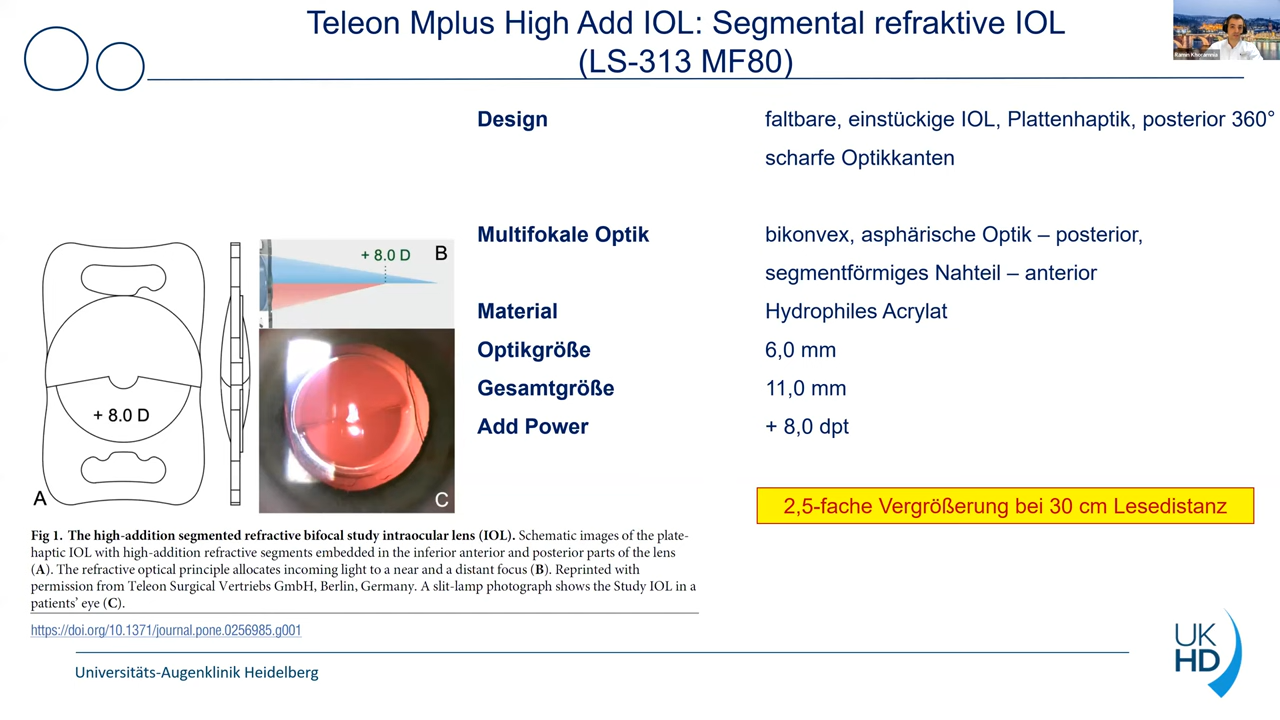 Teleon Mplus High Add IOL: Segmental refraktive IOL
(LS-313 MF80)
Ramin Khoramnia
Design
faltbare, einstückige IOL, Plattenhaptik, posterior 360°
scharfe Optikkanten
Multifokale Optik
bikonvex, asphärische Optik – posterior,
segmentförmiges Nahteil – anterior
Material
Hydrophiles Acrylat
Optikgröße
6,0 mm
Gesamtgröße
11,0 mm
Add Power
+ 8,0 dpt
2,5-fache Vergrößerung bei 30 cm Lesedistanz
+ 8.0 D
A
+ 8.0 D
B
C
Fig 1. The high-addition segmented refractive bifocal study intraocular lens (IOL). Schematic images of the plate-
haptic IOL with high-addition refractive segments embedded in the inferior anterior and posterior parts of the lens
(A). The refractive optical principle allocates incoming light to a near and a distant focus (B). Reprinted with
permission from Teleon Surgical Vertriebs GmbH, Berlin, Germany. A slit-lamp photograph shows the Study IOL in a
patients' eye (C).
https://doi.org/10.1371/journal.pone.0256985.g001
Universitäts-Augenklinik Heidelberg
UK
HD